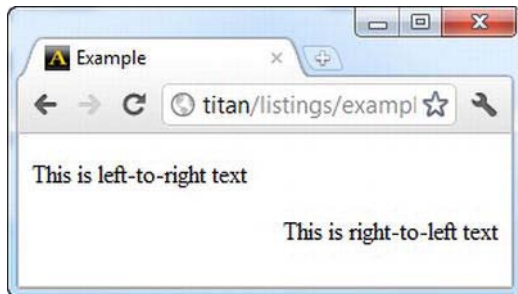 Example
titan/listings/exampl
This is left-to-right text
This is right-to-left text